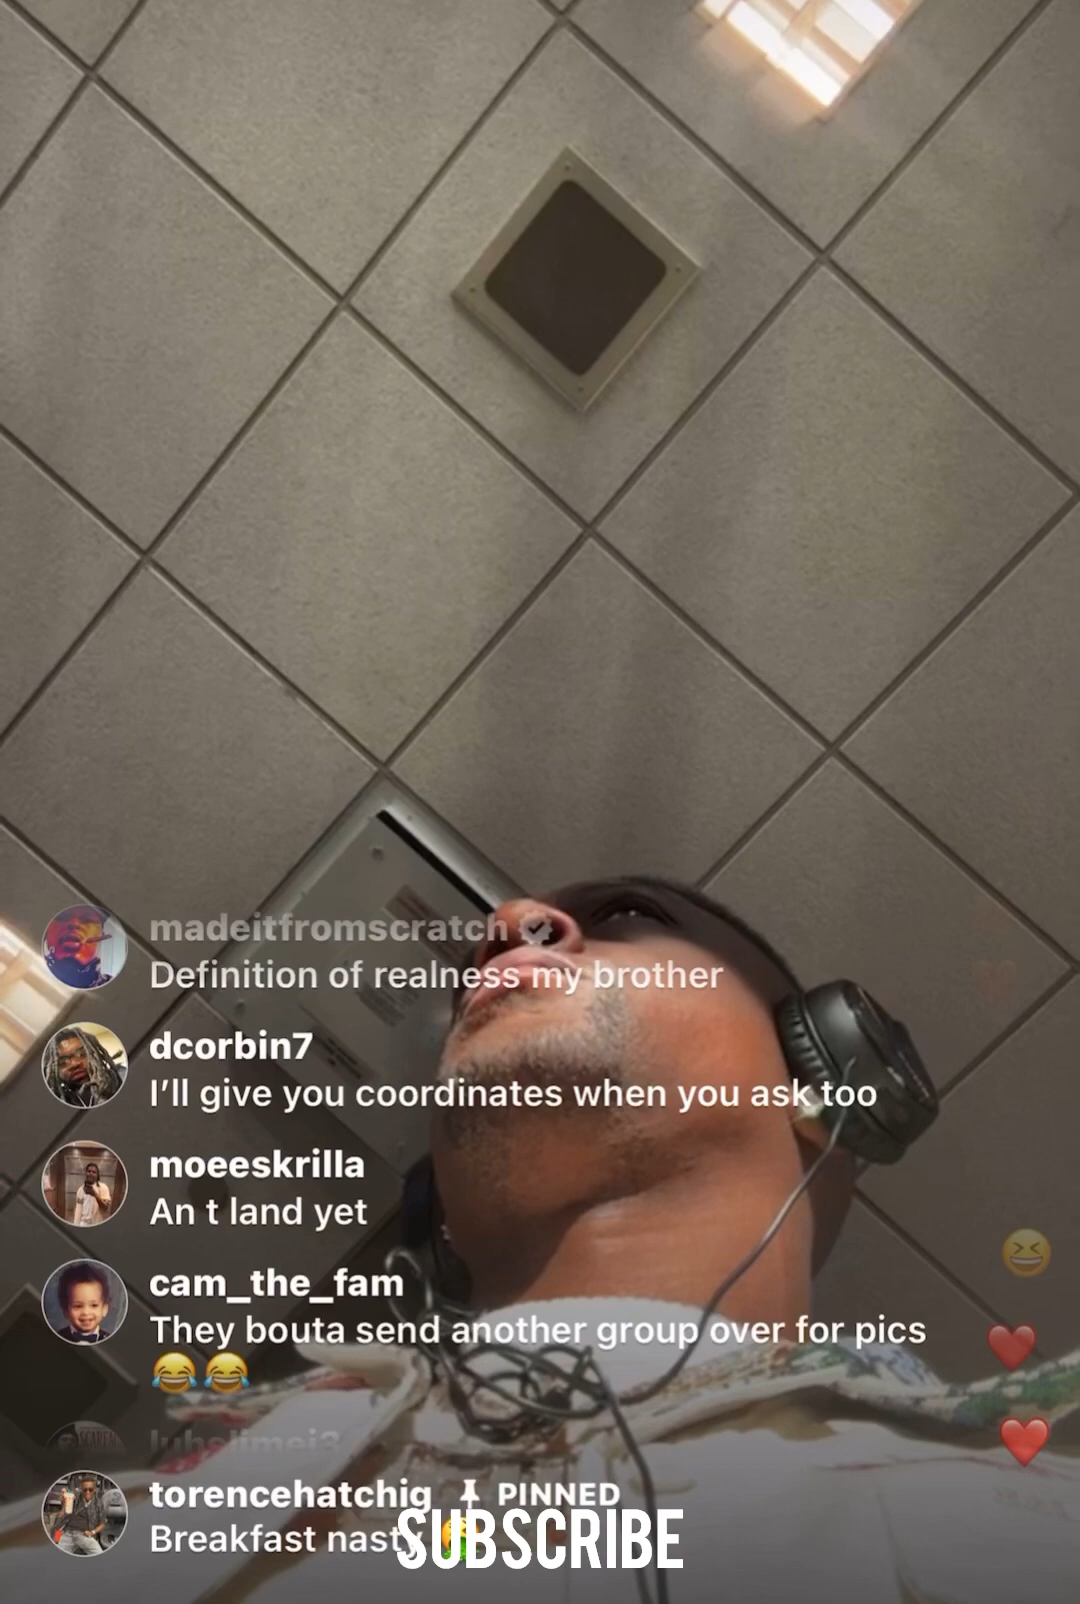 madeitfromscratch
Definition of realness my brother
dcorbin7
I'll give you coordinates when you ask too
moeeskrilla
An t land yet
cam_the_fam
They bouta send another group over for pics
😂😂
torencehatchig PINNED
Breakfast nasty 🤮
SUBSCRIBE